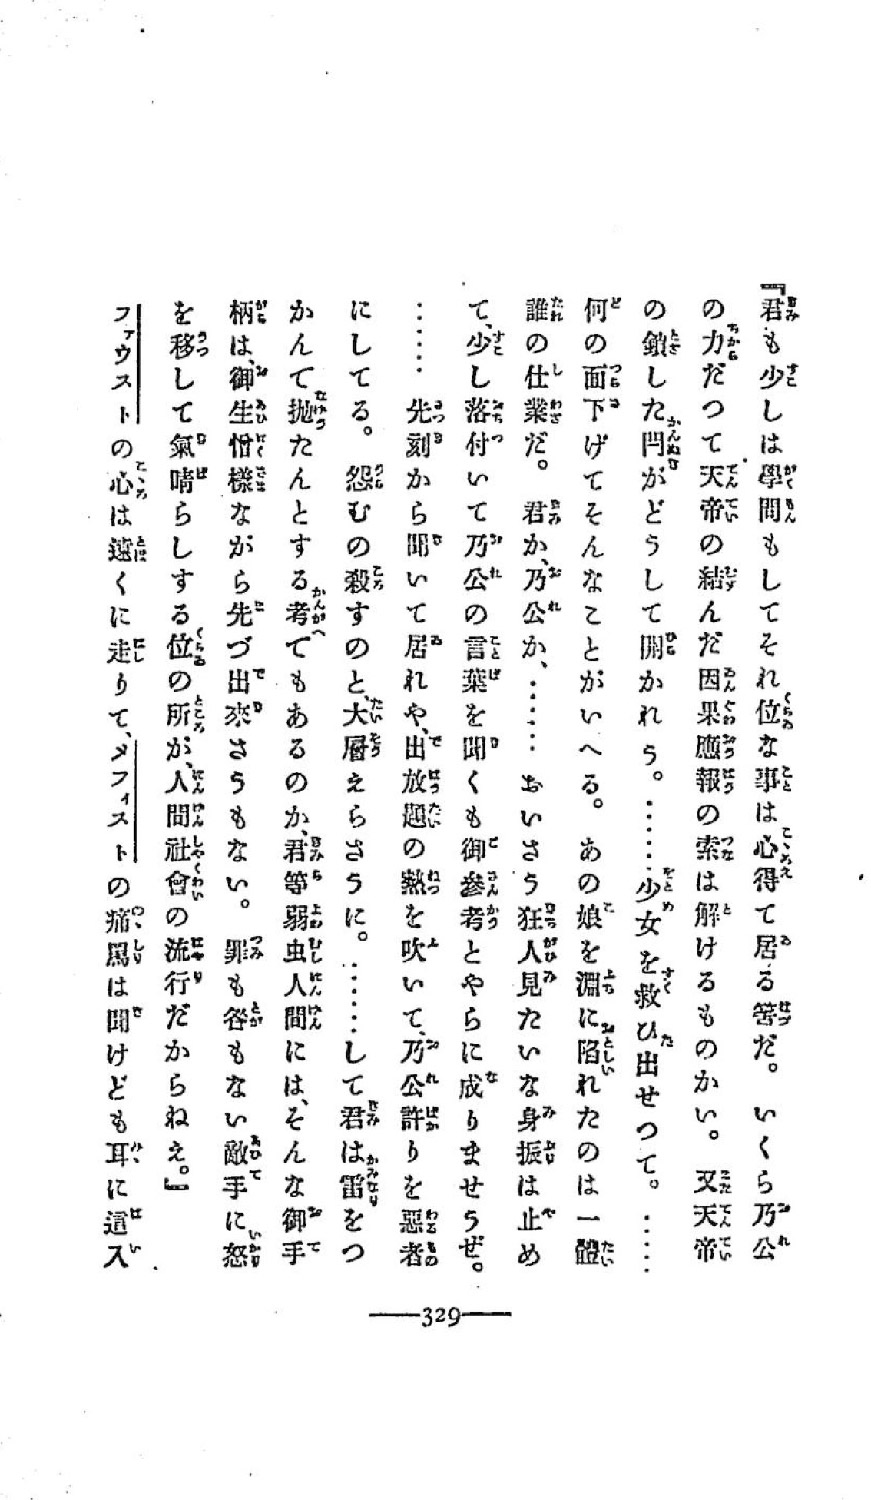 『君も少しは學問もしてそれ位な事は心得て居る筈だ。いくら乃公
の力だつて天帝の結んだ因果應報の索は解けるものかい。又天帝
の鎖した閂がどうして開かれう。……少女を救ひ出せつて。……
何の面下げてそんなことがいへる。あの娘を淵に陷れたのは一體
誰の仕業だ。君か、乃公か、……おいさう狂人見たいな身振は止め
て、少し落付いて乃公の言葉を聞くも御參考とやらに成りませうぜ。
……先刻から聞いて居れや、出放題の熱を吹いて、乃公許りを惡者
にしてる。怨むの殺すのと、大層えらさうに。……して君は雷をつ
かんて抛たんとする考でもあるのか、君等弱虫人間には、そんな御手
柄は、御生憎樣ながら先づ出來さうもない。罪も咎もない敵手に怒
を移して氣晴らしする位の所が、人間社會の流行だからねえ。』
ファウストの心は遠くに走りて、メフィストの痛罵は聞けども耳に這入
329